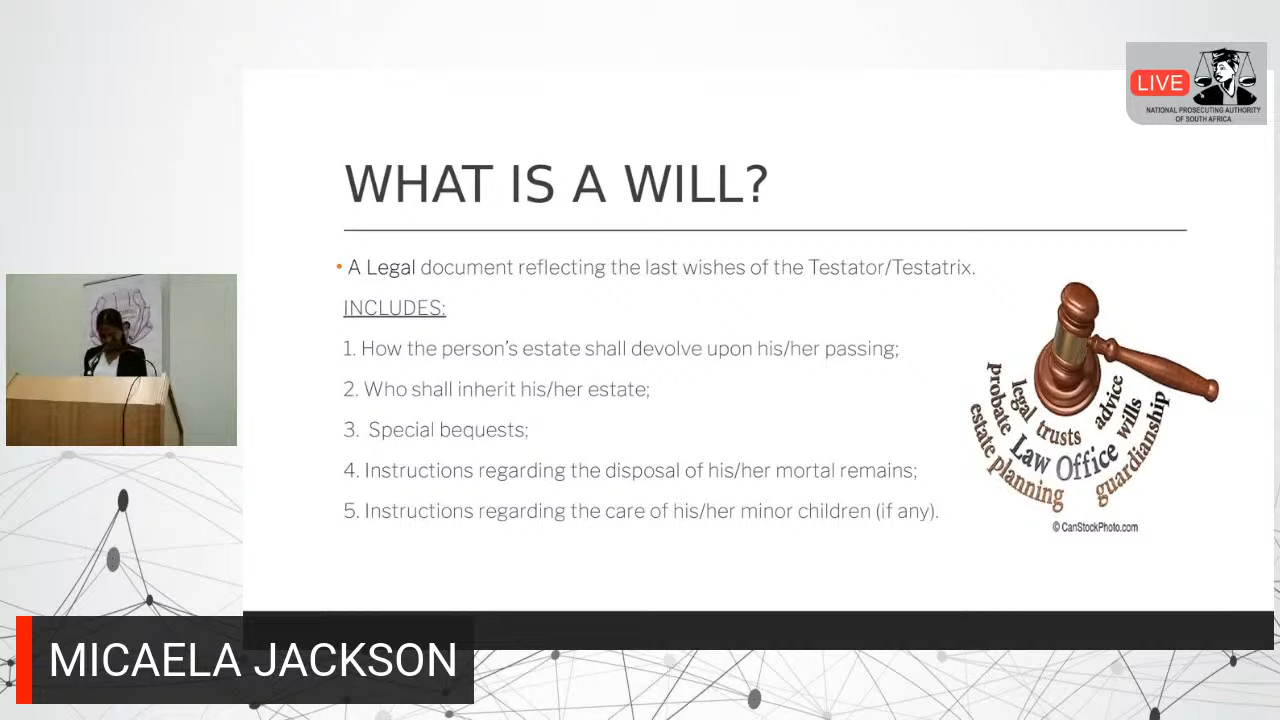 LIVE
NATIONAL PROSECUTING AUTHORITY
OF SOUTH AFRICA
WHAT IS A WILL?
• A Legal document reflecting the last wishes of the Testator/Testatrix.
INCLUDES:
1. How the person's estate shall devolve upon his/her passing;
2. Who shall inherit his/her estate;
3. Special bequests;
4. Instructions regarding the disposal of his/her mortal remains;
5. Instructions regarding the care of his/her minor children (if any).
probate legal trusts advice wills
estate planning Law Office guardianship
© CanStockPhoto.com
MICAELA JACKSON